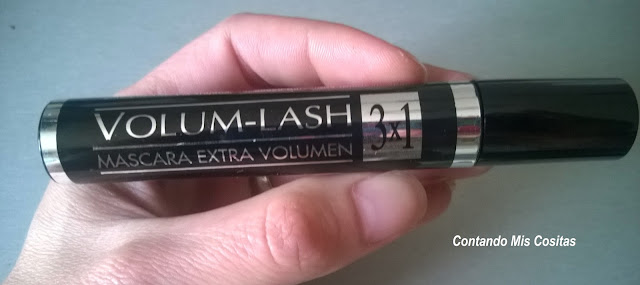 VOLUM-LASH
MASCARA EXTRA VOLUMEN
3x1
Contando Mis Cositas